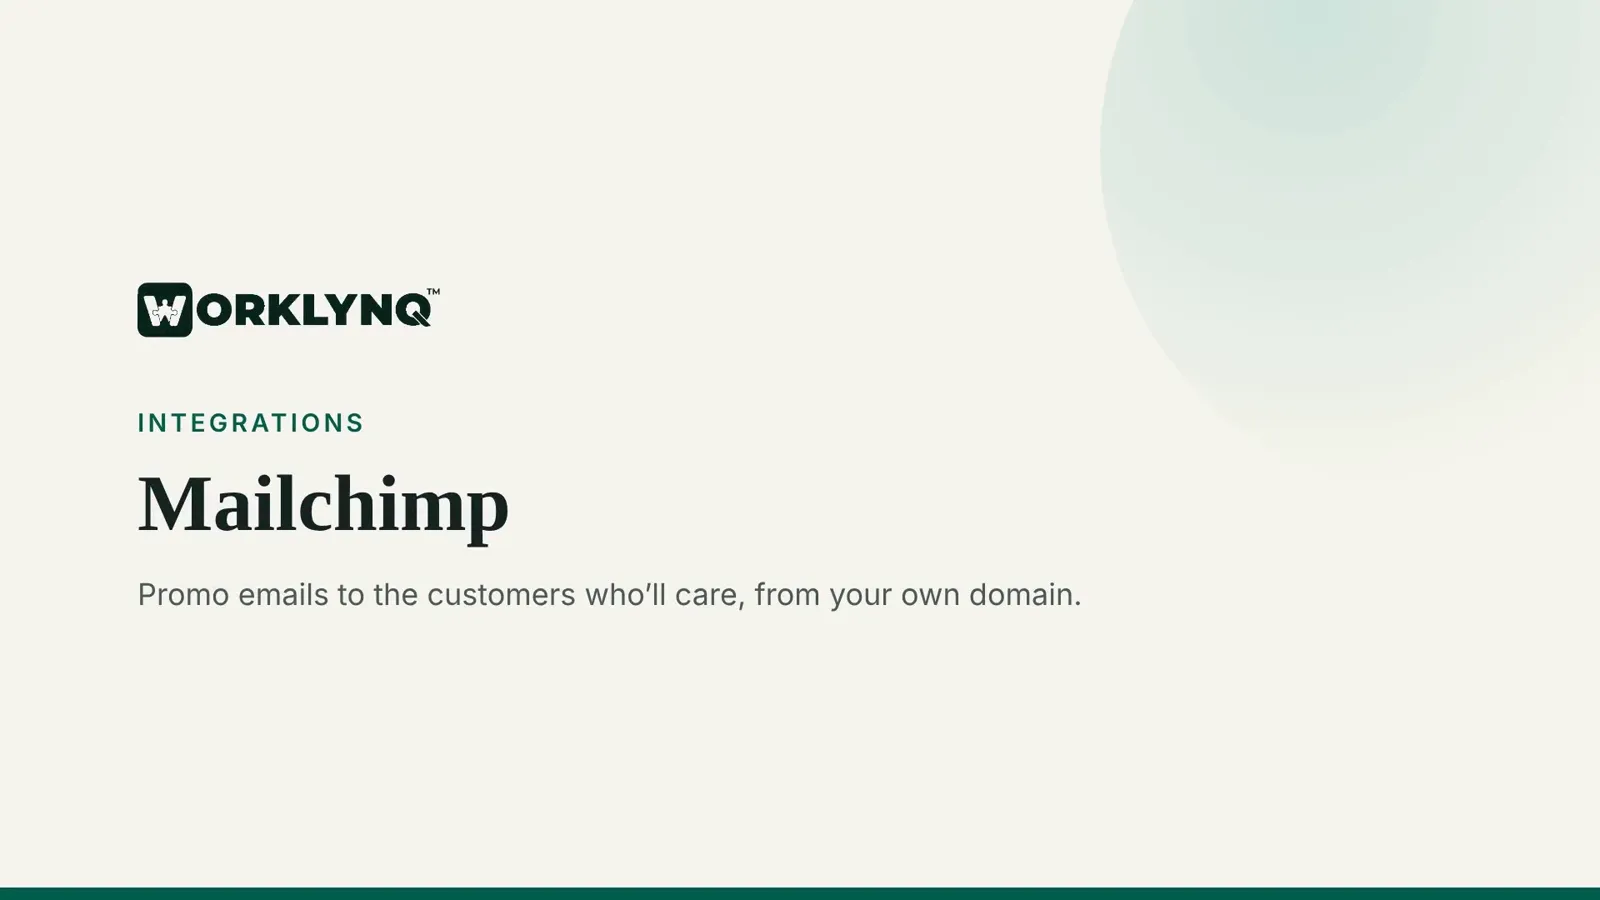 WORKLYNQ™
INTEGRATIONS
Mailchimp
Promo emails to the customers who’ll care, from your own domain.